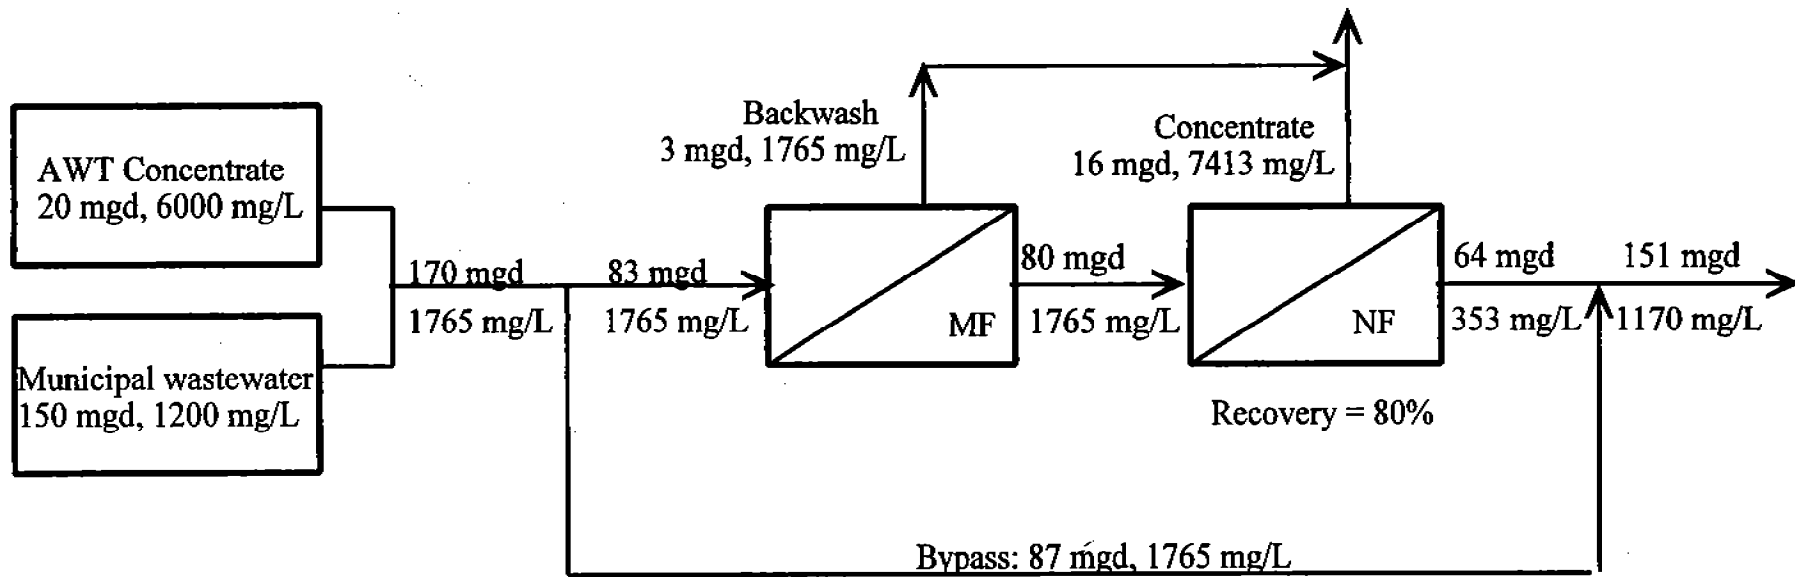 AWT Concentrate
20 mgd, 6000 mg/L
Municipal wastewater
150 mgd, 1200 mg/L
170 mgd
1765 mg/L
83 mgd
1765 mg/L
Backwash
3 mgd, 1765 mg/L
MF
80 mgd
1765 mg/L
Concentrate
16 mgd, 7413 mg/L
NF
Recovery = 80%
64 mgd
353 mg/L
151 mgd
1170 mg/L
Bypass: 87 mgd, 1765 mg/L